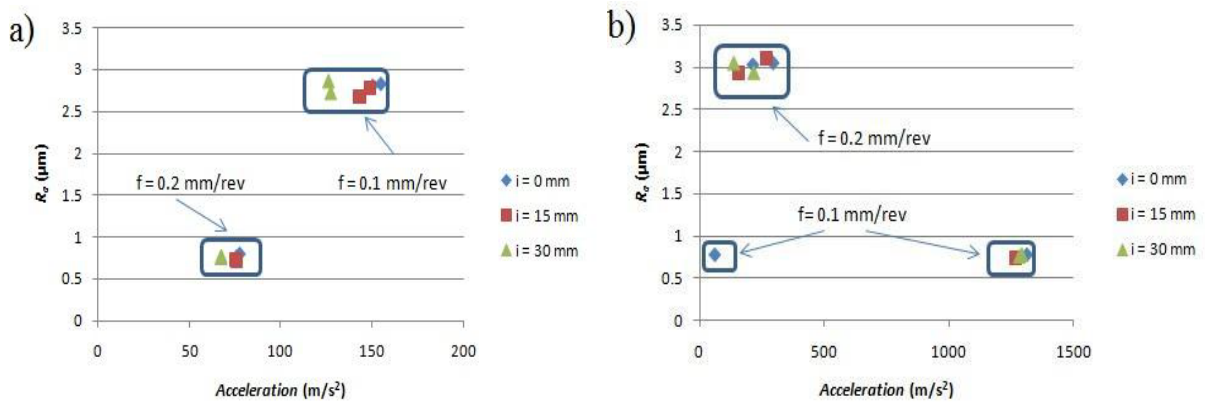 a)
3.5
3
2.5
2
1.5
1
0.5
0
Ra (µm)
0 50 100 150 200
Acceleration (m/s²)
f = 0.2 mm/rev
f = 0.1 mm/rev
i = 0 mm
i = 15 mm
i = 30 mm
b)
3.5
3
2.5
2
1.5
1
0.5
0
Ra (µm)
0 500 1000 1500
Acceleration (m/s²)
f = 0.2 mm/rev
f= 0.1 mm/rev
i = 0 mm
i = 15 mm
i = 30 mm